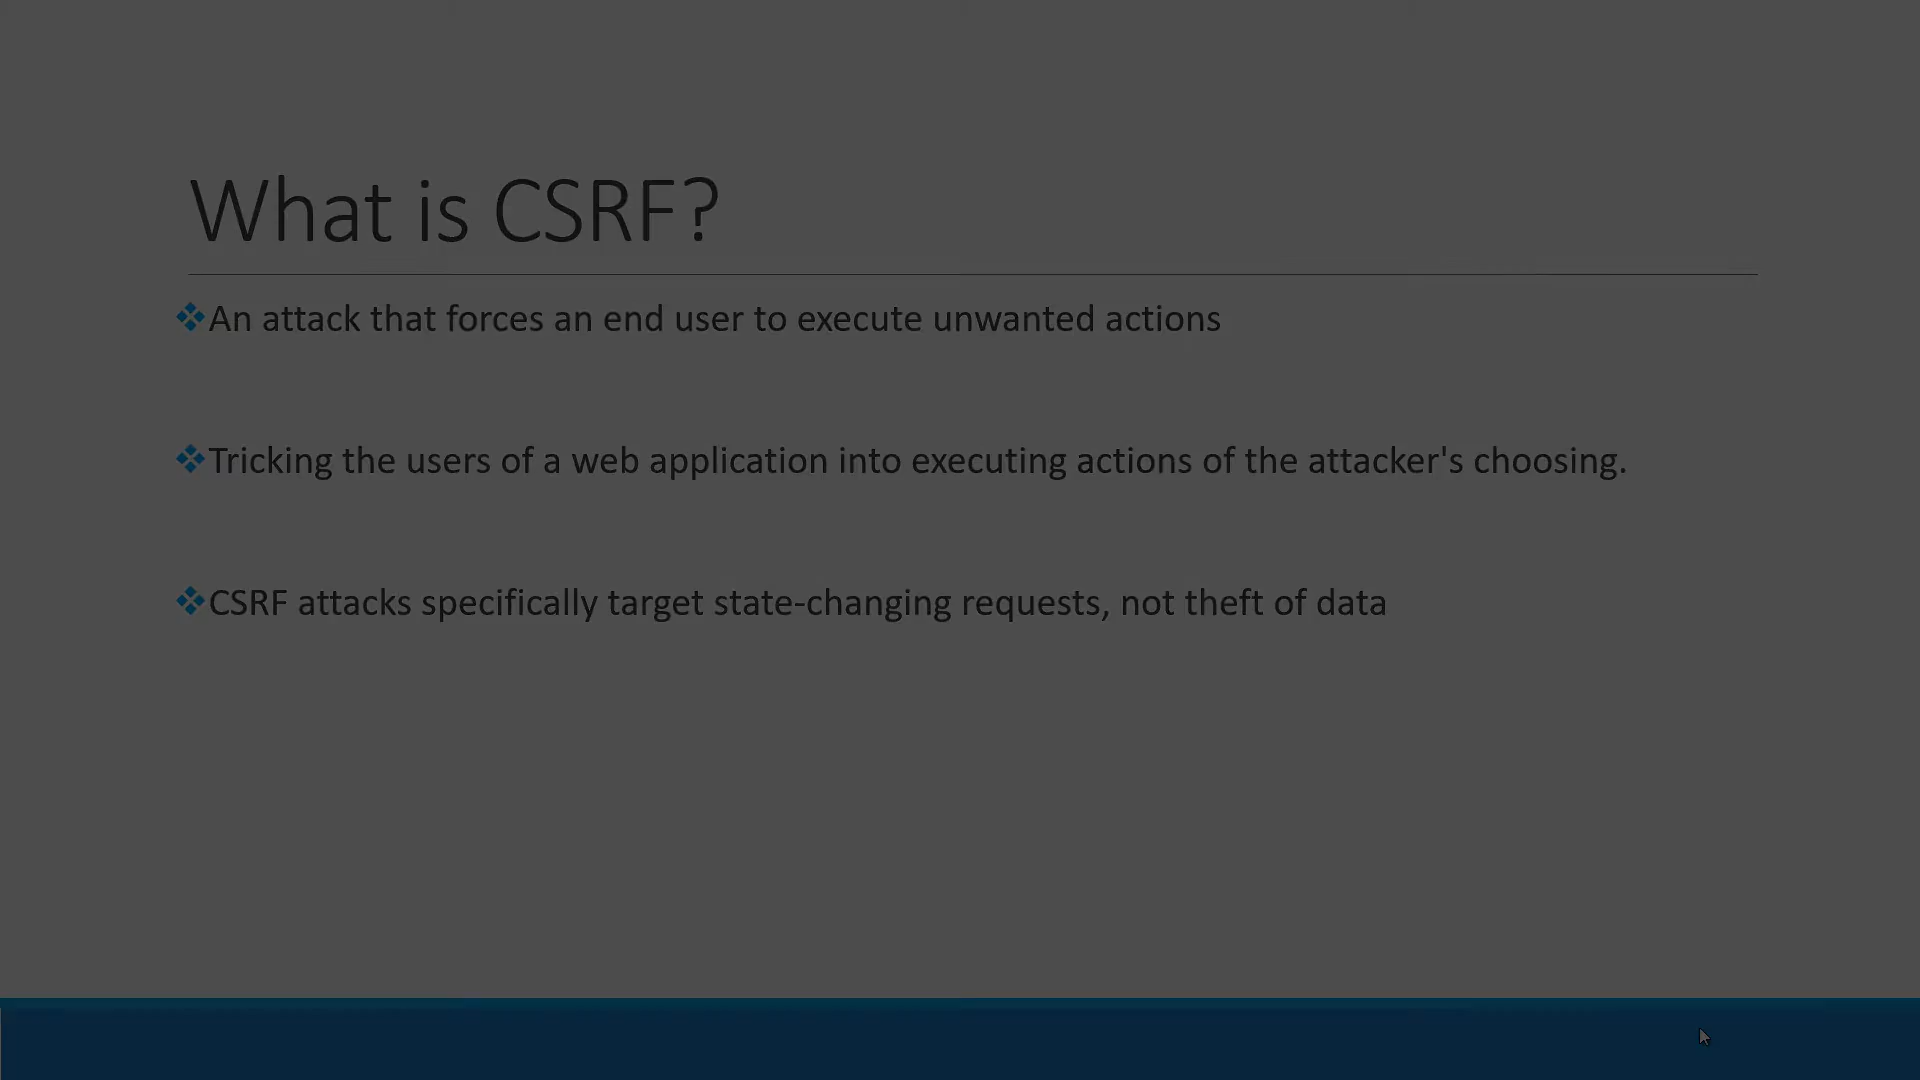 What is CSRF?
❖An attack that forces an end user to execute unwanted actions
❖Tricking the users of a web application into executing actions of the attacker's choosing.
❖CSRF attacks specifically target state-changing requests, not theft of data